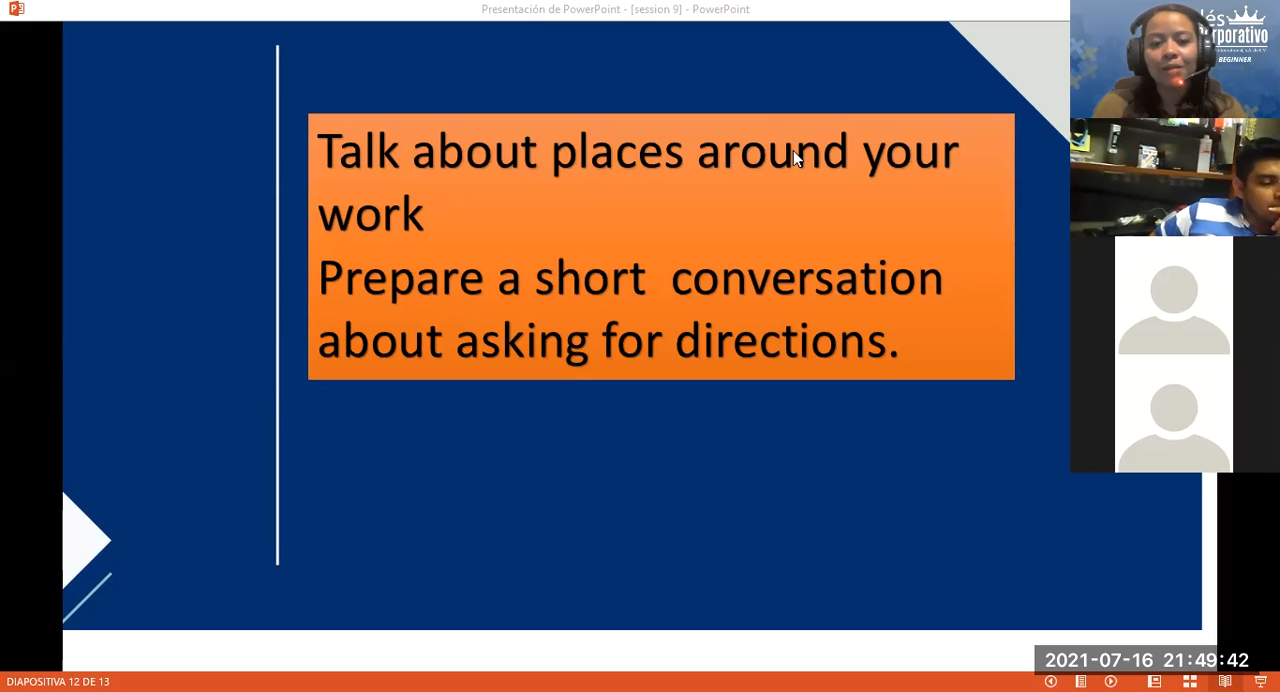 Presentación de PowerPoint - [session 9] - PowerPoint
BEGINNER
Talk about places around your
work
Prepare a short  conversation
about asking for directions.
2021-07-16 21:49:42
DIAPOSITIVA 12 DE 13